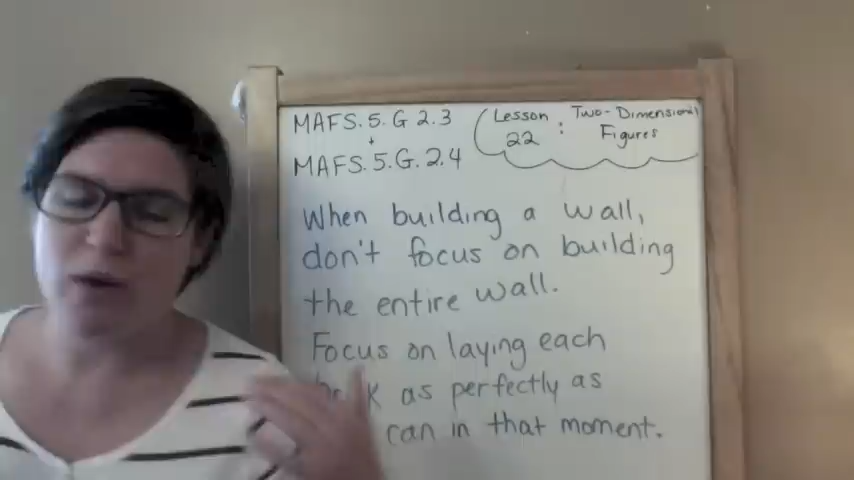 MAFS.5.G 2.3
+
MAFS.5.G.2.4
Lesson 22 : Two-Dimensional Figures
When building a wall,
don't focus on building
the entire wall.
Focus on laying each
as perfectly as
can in that moment.